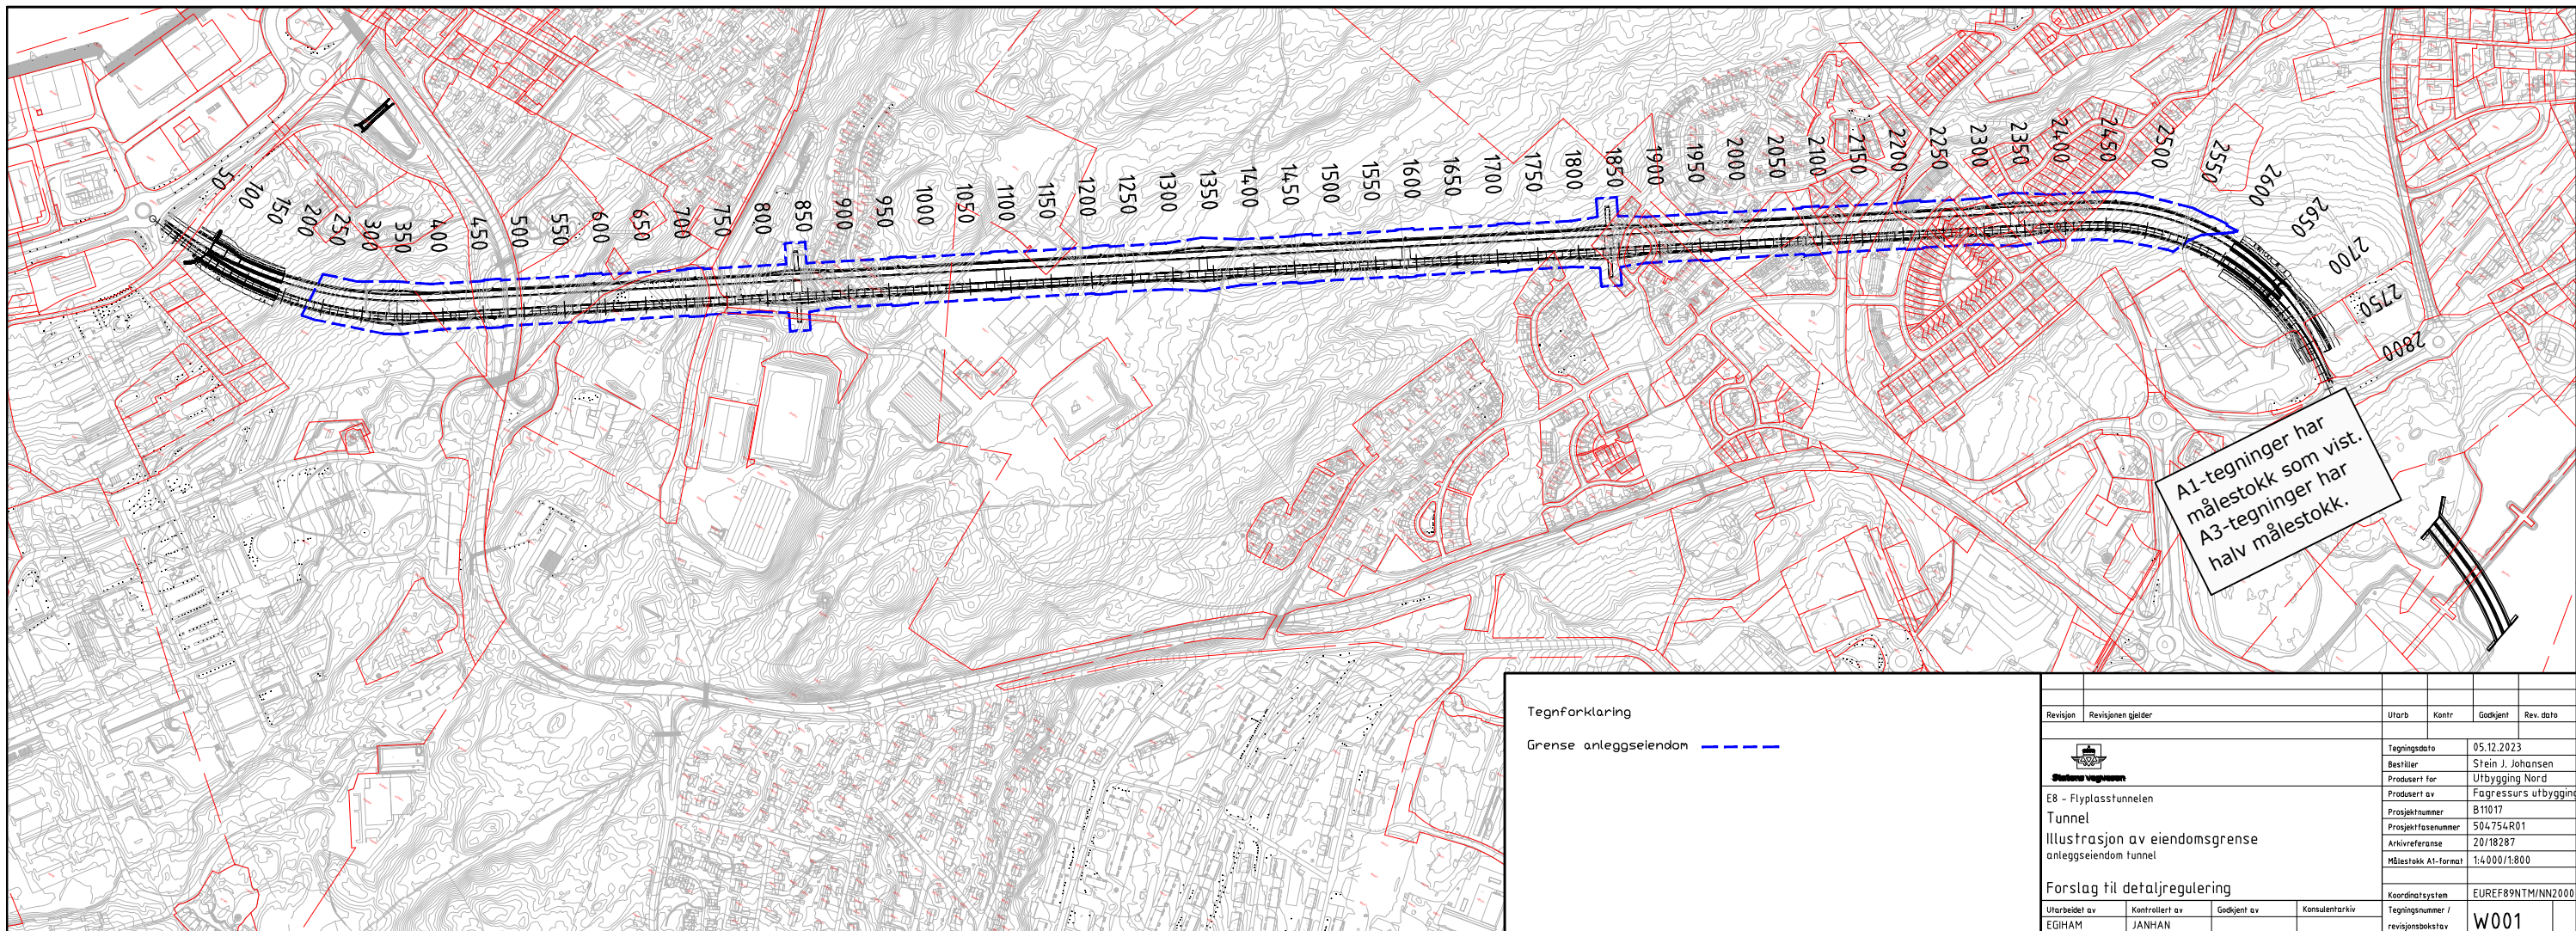 50
100
150
200
250
300
350
400
450
500
550
600
650
700
750
800
850
900
950
1000
1050
1100
1150
1200
1250
1300
1350
1400
1450
1500
1550
1600
1650
1700
1750
1800
1850
1900
1950
2000
2050
2100
2150
2200
2250
2300
2350
2400
2450
2500
2550
2600
2650
2700
2750
2800
A1-tegninger har
målestokk som vist.
A3-tegninger har
halv målestokk.
Tegnforklaring
Grense anleggseiendom
Revisjon Revisjonen gjelder Utarb Kontr Godkjent Rev. dato
Statens vegvesen
Tegningsdato 05.12.2023
Bestiller Stein J. Johansen
Produsert for Utbygging Nord
Produsert av Fagressurs utbygging
Prosjektnummer B11017
Prosjektfasenummer 504754R01
Arkivreferanse 20/18287
Målestokk A1-format 1:4000/1:800
Koordinatsystem EUREF89NTM/NN2000
E8 - Flyplasstunnelen
Tunnel
Illustrasjon av eiendomsgrense
anleggseiendom tunnel
Forslag til detaljregulering
Utarbeidet av Kontrollert av Godkjent av Konsulentarkiv
EGIHAM JANHAN
Tegningsnummer /
revisjonsbokstav W001